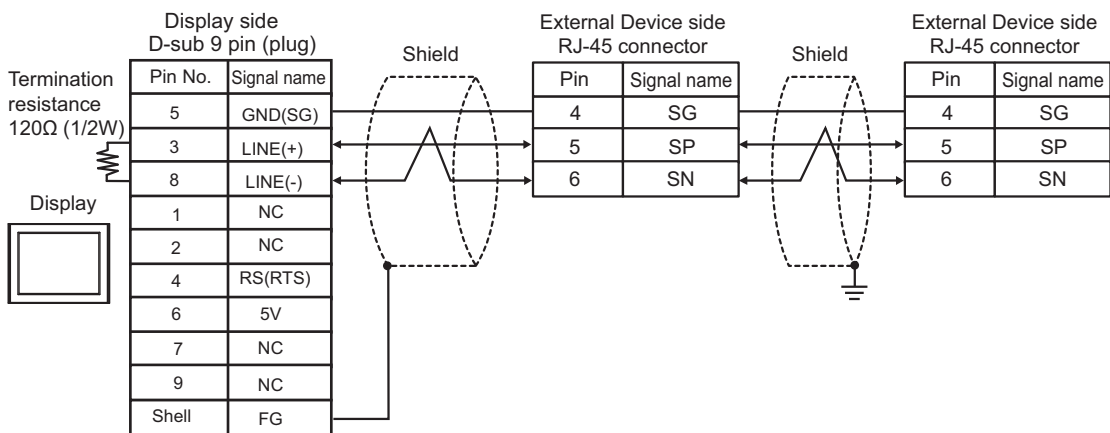 Display side
D-sub 9 pin (plug)
Termination
resistance
120Ω (1/2W)
Display
Pin No. Signal name
5 GND(SG)
3 LINE(+)
8 LINE(-)
1 NC
2 NC
4 RS(RTS)
6 5V
7 NC
9 NC
Shell FG
Shield
External Device side
RJ-45 connector
Pin Signal name
4 SG
5 SP
6 SN
Shield
External Device side
RJ-45 connector
Pin Signal name
4 SG
5 SP
6 SN